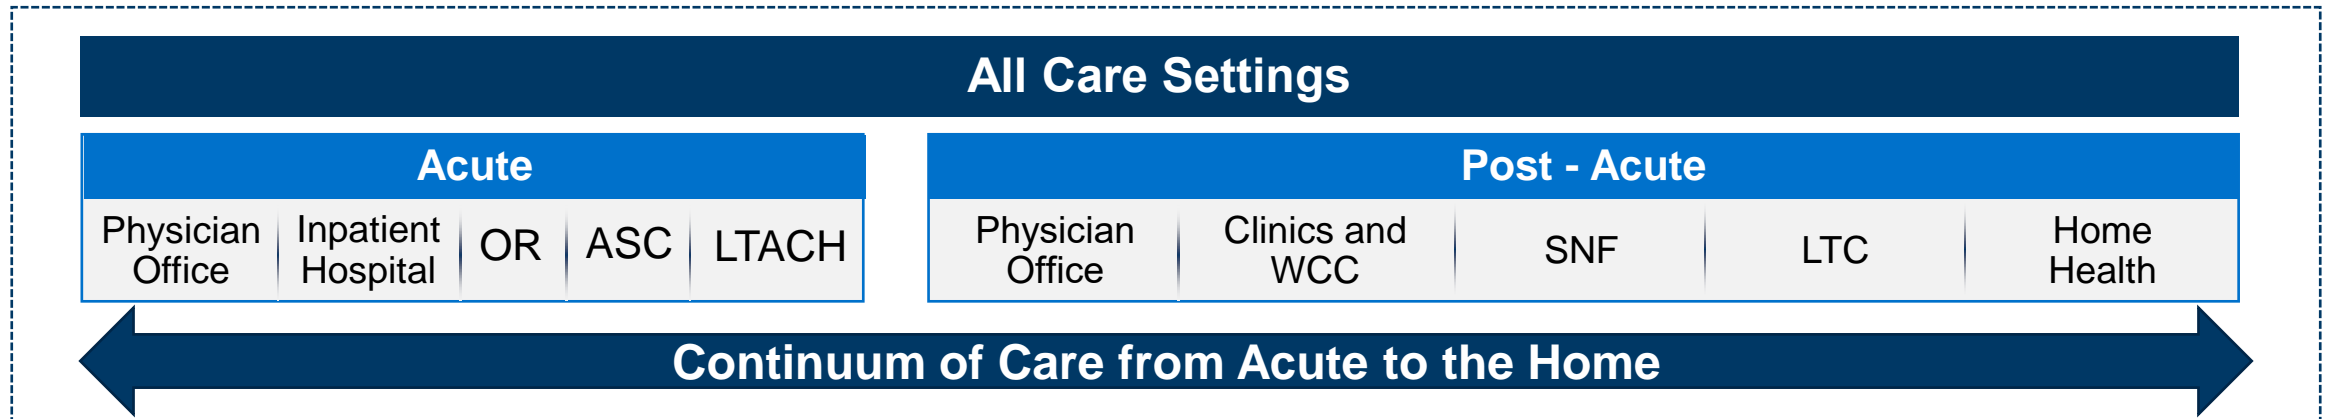 All Care Settings
Acute
Physician
Office
Inpatient
Hospital
OR
ASC
LTACH
Post - Acute
Physician
Office
Clinics and
WCC
SNF
LTC
Home
Health
Continuum of Care from Acute to the Home